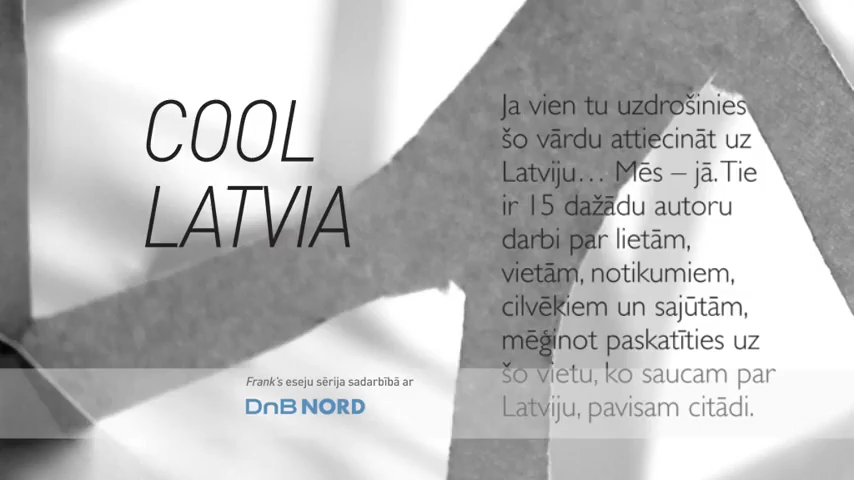 COOL
LATVIA
Ja vien tu uzdrošinies
šo vārdu attiecināt uz
Latviju… Mēs – jā. Tie
ir 15 dažādu autoru
darbi par lietām,
vietām, notikumiem,
cilvēkiem un sajūtām,
mēģinot paskatīties uz
šo vietu, ko saucam par
Latviju, pavisam citādi.
Frank's eseju sērija sadarbībā ar
DnB NORD